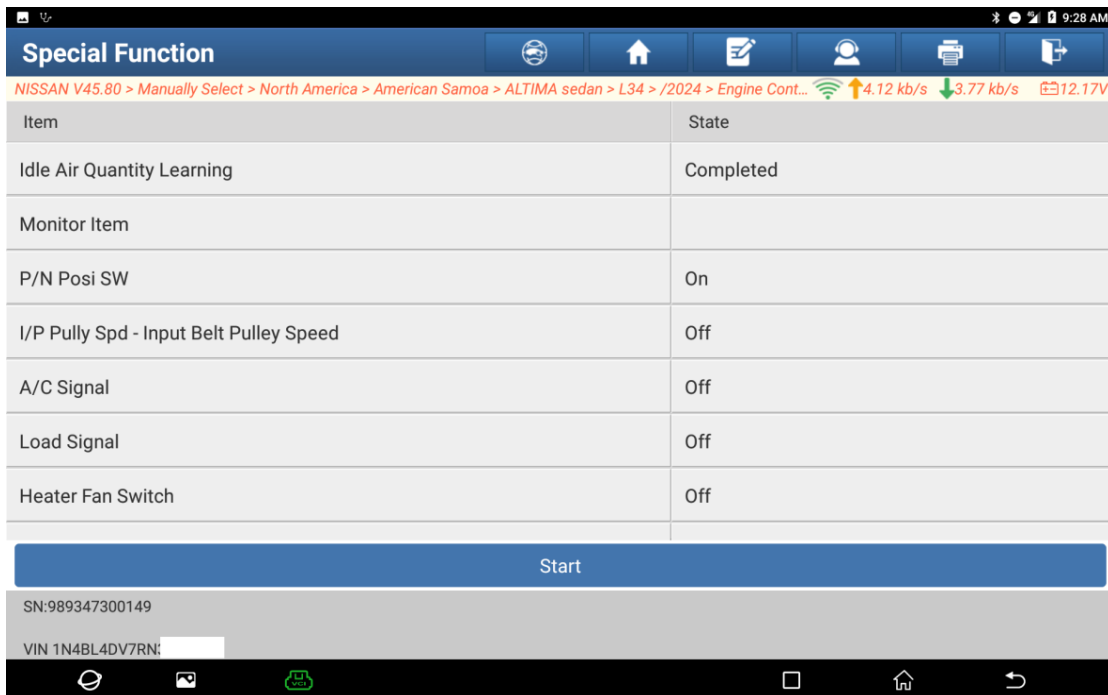 9:28 AM
Special Function
NISSAN V45.80 > Manually Select > North America > American Samoa > ALTIMA sedan > L34 > /2024 > Engine Cont... 4.12 kb/s 3.77 kb/s 12.17V
Item State
Idle Air Quantity Learning Completed
Monitor Item
P/N Posi SW On
I/P Pully Spd - Input Belt Pulley Speed Off
A/C Signal Off
Load Signal Off
Heater Fan Switch Off
Start
SN:989347300149
VIN 1N4BL4DV7RN
VCI